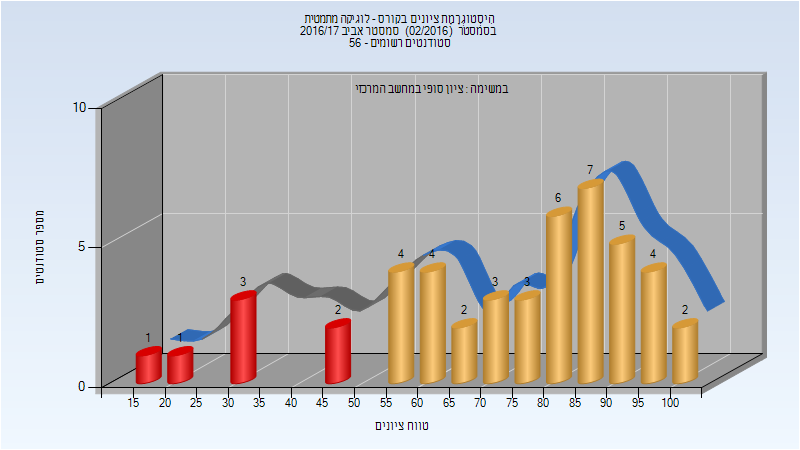 היסטוגרמת ציונים בקורס - לוגיקה מתמטית
בסמסטר (02/2016) סמסטר אביב 2016/17
סטודנטים רשומים - 56
במשימה : ציון סופי במחשב המרכזי
10
5
0
מספר סטודנטים
1
1
3
2
4
4
2
3
3
6
7
5
4
2
15 20 25 30 35 40 45 50 55 60 65 70 75 80 85 90 95 100
טווח ציונים